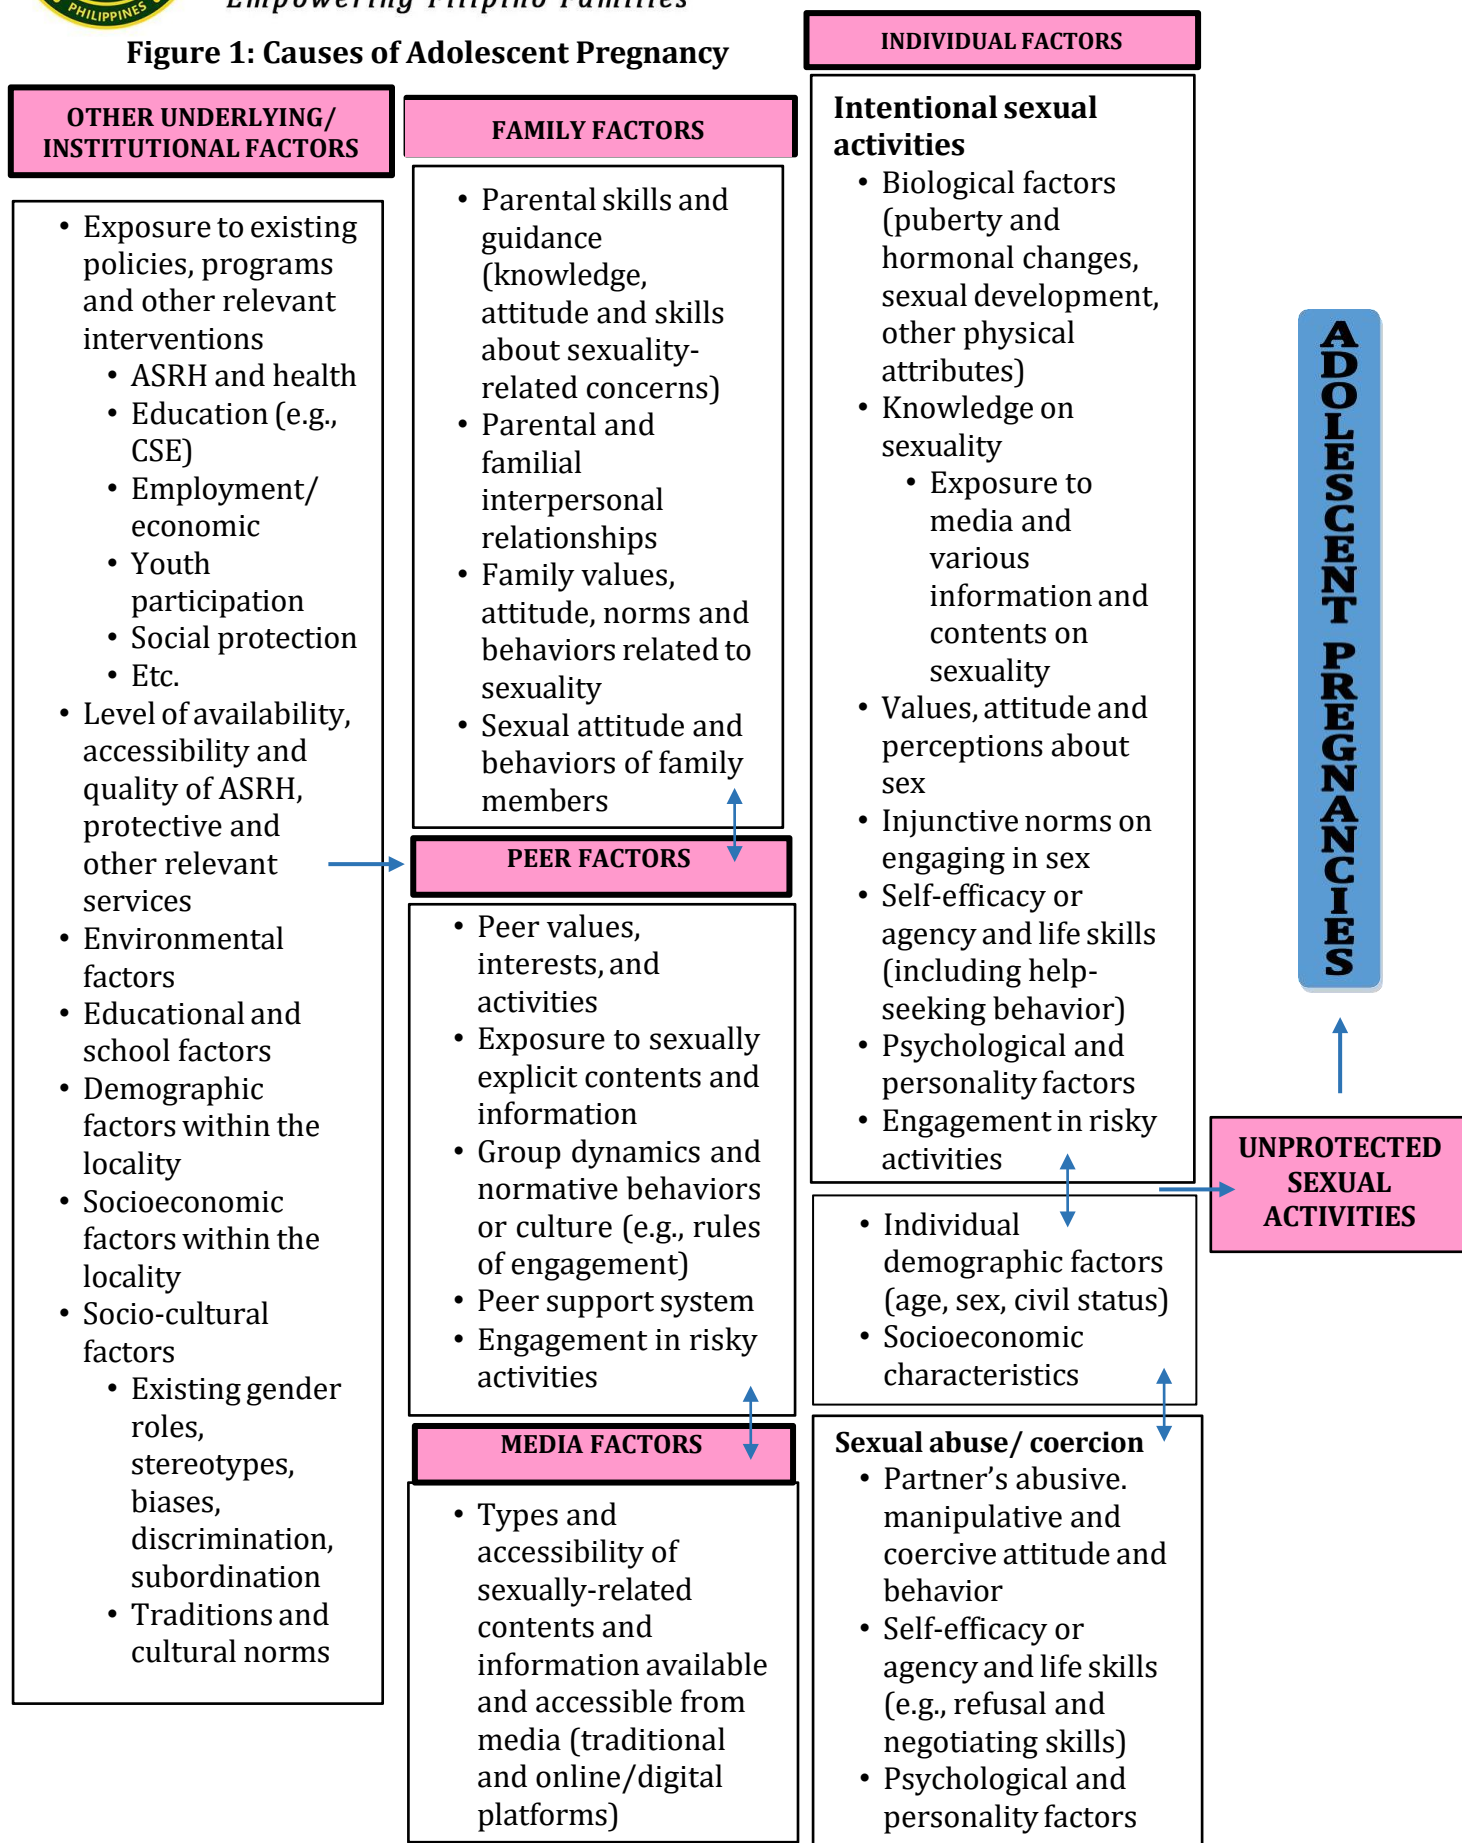 Empowering Filipino Families
PHILIPPINES
Figure 1: Causes of Adolescent Pregnancy
OTHER UNDERLYING/
INSTITUTIONAL FACTORS
• Exposure to existing
policies, programs
and other relevant
interventions
• ASRH and health
• Education (e.g.,
CSE)
• Employment/
economic
• Youth
participation
• Social protection
• Etc.
• Level of availability,
accessibility and
quality of ASRH,
protective and
other relevant
services
• Environmental
factors
• Educational and
school factors
• Demographic
factors within the
locality
• Socioeconomic
factors within the
locality
• Socio-cultural
factors
• Existing gender
roles,
stereotypes,
biases,
discrimination,
subordination
• Traditions and
cultural norms
FAMILY FACTORS
• Parental skills and
guidance
(knowledge,
attitude and skills
about sexuality-
related concerns)
• Parental and
familial
interpersonal
relationships
• Family values,
attitude, norms and
behaviors related to
sexuality
• Sexual attitude and
behaviors of family
members
PEER FACTORS
• Peer values,
interests, and
activities
• Exposure to sexually
explicit contents and
information
• Group dynamics and
normative behaviors
or culture (e.g., rules
of engagement)
• Peer support system
• Engagement in risky
activities
MEDIA FACTORS
• Types and
accessibility of
sexually-related
contents and
information available
and accessible from
media (traditional
and online/digital
platforms)
INDIVIDUAL FACTORS
Intentional sexual
activities
• Biological factors
(puberty and
hormonal changes,
sexual development,
other physical
attributes)
• Knowledge on
sexuality
• Exposure to
media and
various
information and
contents on
sexuality
• Values, attitude and
perceptions about
sex
• Injunctive norms on
engaging in sex
• Self-efficacy or
agency and life skills
(including help-
seeking behavior)
• Psychological and
personality factors
• Engagement in risky
activities
• Individual
demographic factors
(age, sex, civil status)
• Socioeconomic
characteristics
Sexual abuse/ coercion
• Partner’s abusive.
manipulative and
coercive attitude and
behavior
• Self-efficacy or
agency and life skills
(e.g., refusal and
negotiating skills)
• Psychological and
personality factors
UNPROTECTED
SEXUAL
ACTIVITIES
ADOLESCENT PREGNANCIES